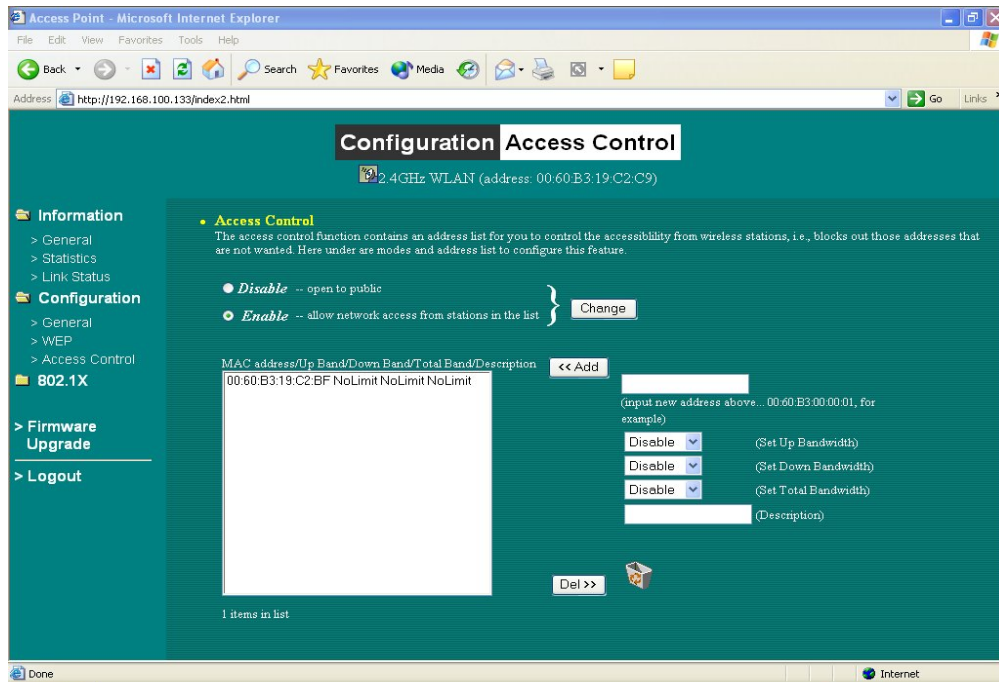 Access Point - Microsoft Internet Explorer
File Edit View Favorites Tools Help
Back Search Favorites Media
Address http://192.168.100.133/index2.html Go Links
Configuration Access Control
2.4GHz WLAN (address: 00:60:B3:19:C2:C9)
Information
> General
> Statistics
> Link Status
Configuration
> General
> WEP
> Access Control
802.1X
> Firmware
Upgrade
> Logout
• Access Control
The access control function contains an address list for you to control the accessiblility from wireless stations, i.e., blocks out those addresses that
are not wanted. Here under are modes and address list to configure this feature.
Disable -- open to public
Enable -- allow network access from stations in the list
} Change
MAC address/Up Band/Down Band/Total Band/Description
00:60:B3:19:C2:BF NoLimit NoLimit NoLimit
<< Add
(input new address above... 00:60:B3:00:00:01, for
example)
Disable (Set Up Bandwidth)
Disable (Set Down Bandwidth)
Disable (Set Total Bandwidth)
(Description)
Del >>
1 items in list
Done Internet